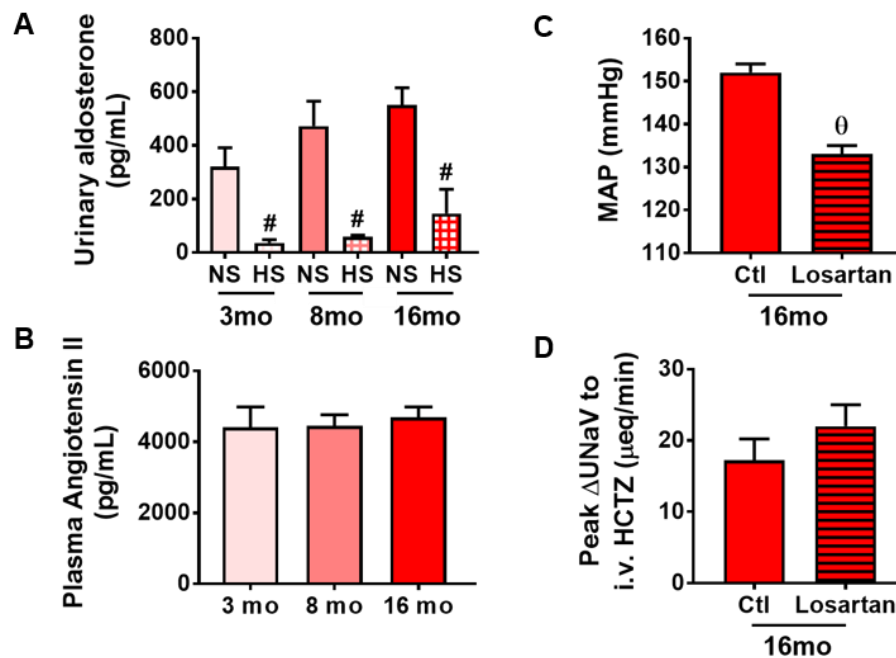 A
Urinary aldosterone
(pg/mL)
800
600
400
200
0
#
#
#
NS HS NS HS NS HS
3mo 8mo 16mo
B
Plasma Angiotensin II
(pg/mL)
6000
4000
2000
0
3 mo 8 mo 16 mo
C
MAP (mmHg)
160
150
140
130
120
110
θ
Ctl Losartan
16mo
D
Peak ΔUNaV to
i.v. HCTZ (μeq/min)
30
20
10
0
Ctl Losartan
16mo